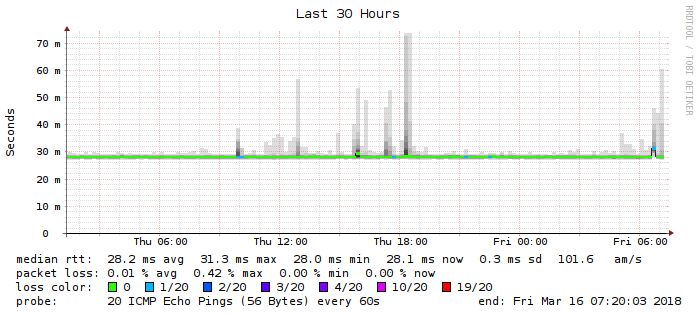 Last 30 Hours
RRDTOOL / TOBI OETIKER
Seconds
70 m
60 m
50 m
40 m
30 m
20 m
10 m
0
Thu 06:00 Thu 12:00 Thu 18:00 Fri 00:00 Fri 06:00
median rtt: 28.2 ms avg 31.3 ms max 28.0 ms min 28.1 ms now 0.3 ms sd 101.6 am/s
packet loss: 0.01 % avg 0.42 % max 0.00 % min 0.00 % now
loss color: 0 1/20 2/20 3/20 4/20 10/20 19/20
probe: 20 ICMP Echo Pings (56 Bytes) every 60s end: Fri Mar 16 07:20:03 2018